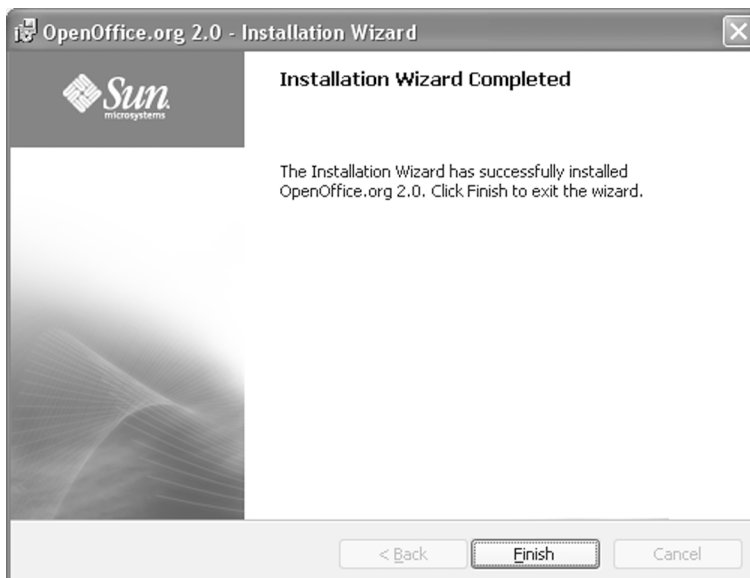 OpenOffice.org 2.0 - Installation Wizard
Sun
microsystems
Installation Wizard Completed
The Installation Wizard has successfully installed
OpenOffice.org 2.0. Click Finish to exit the wizard.
< Back
Finish
Cancel